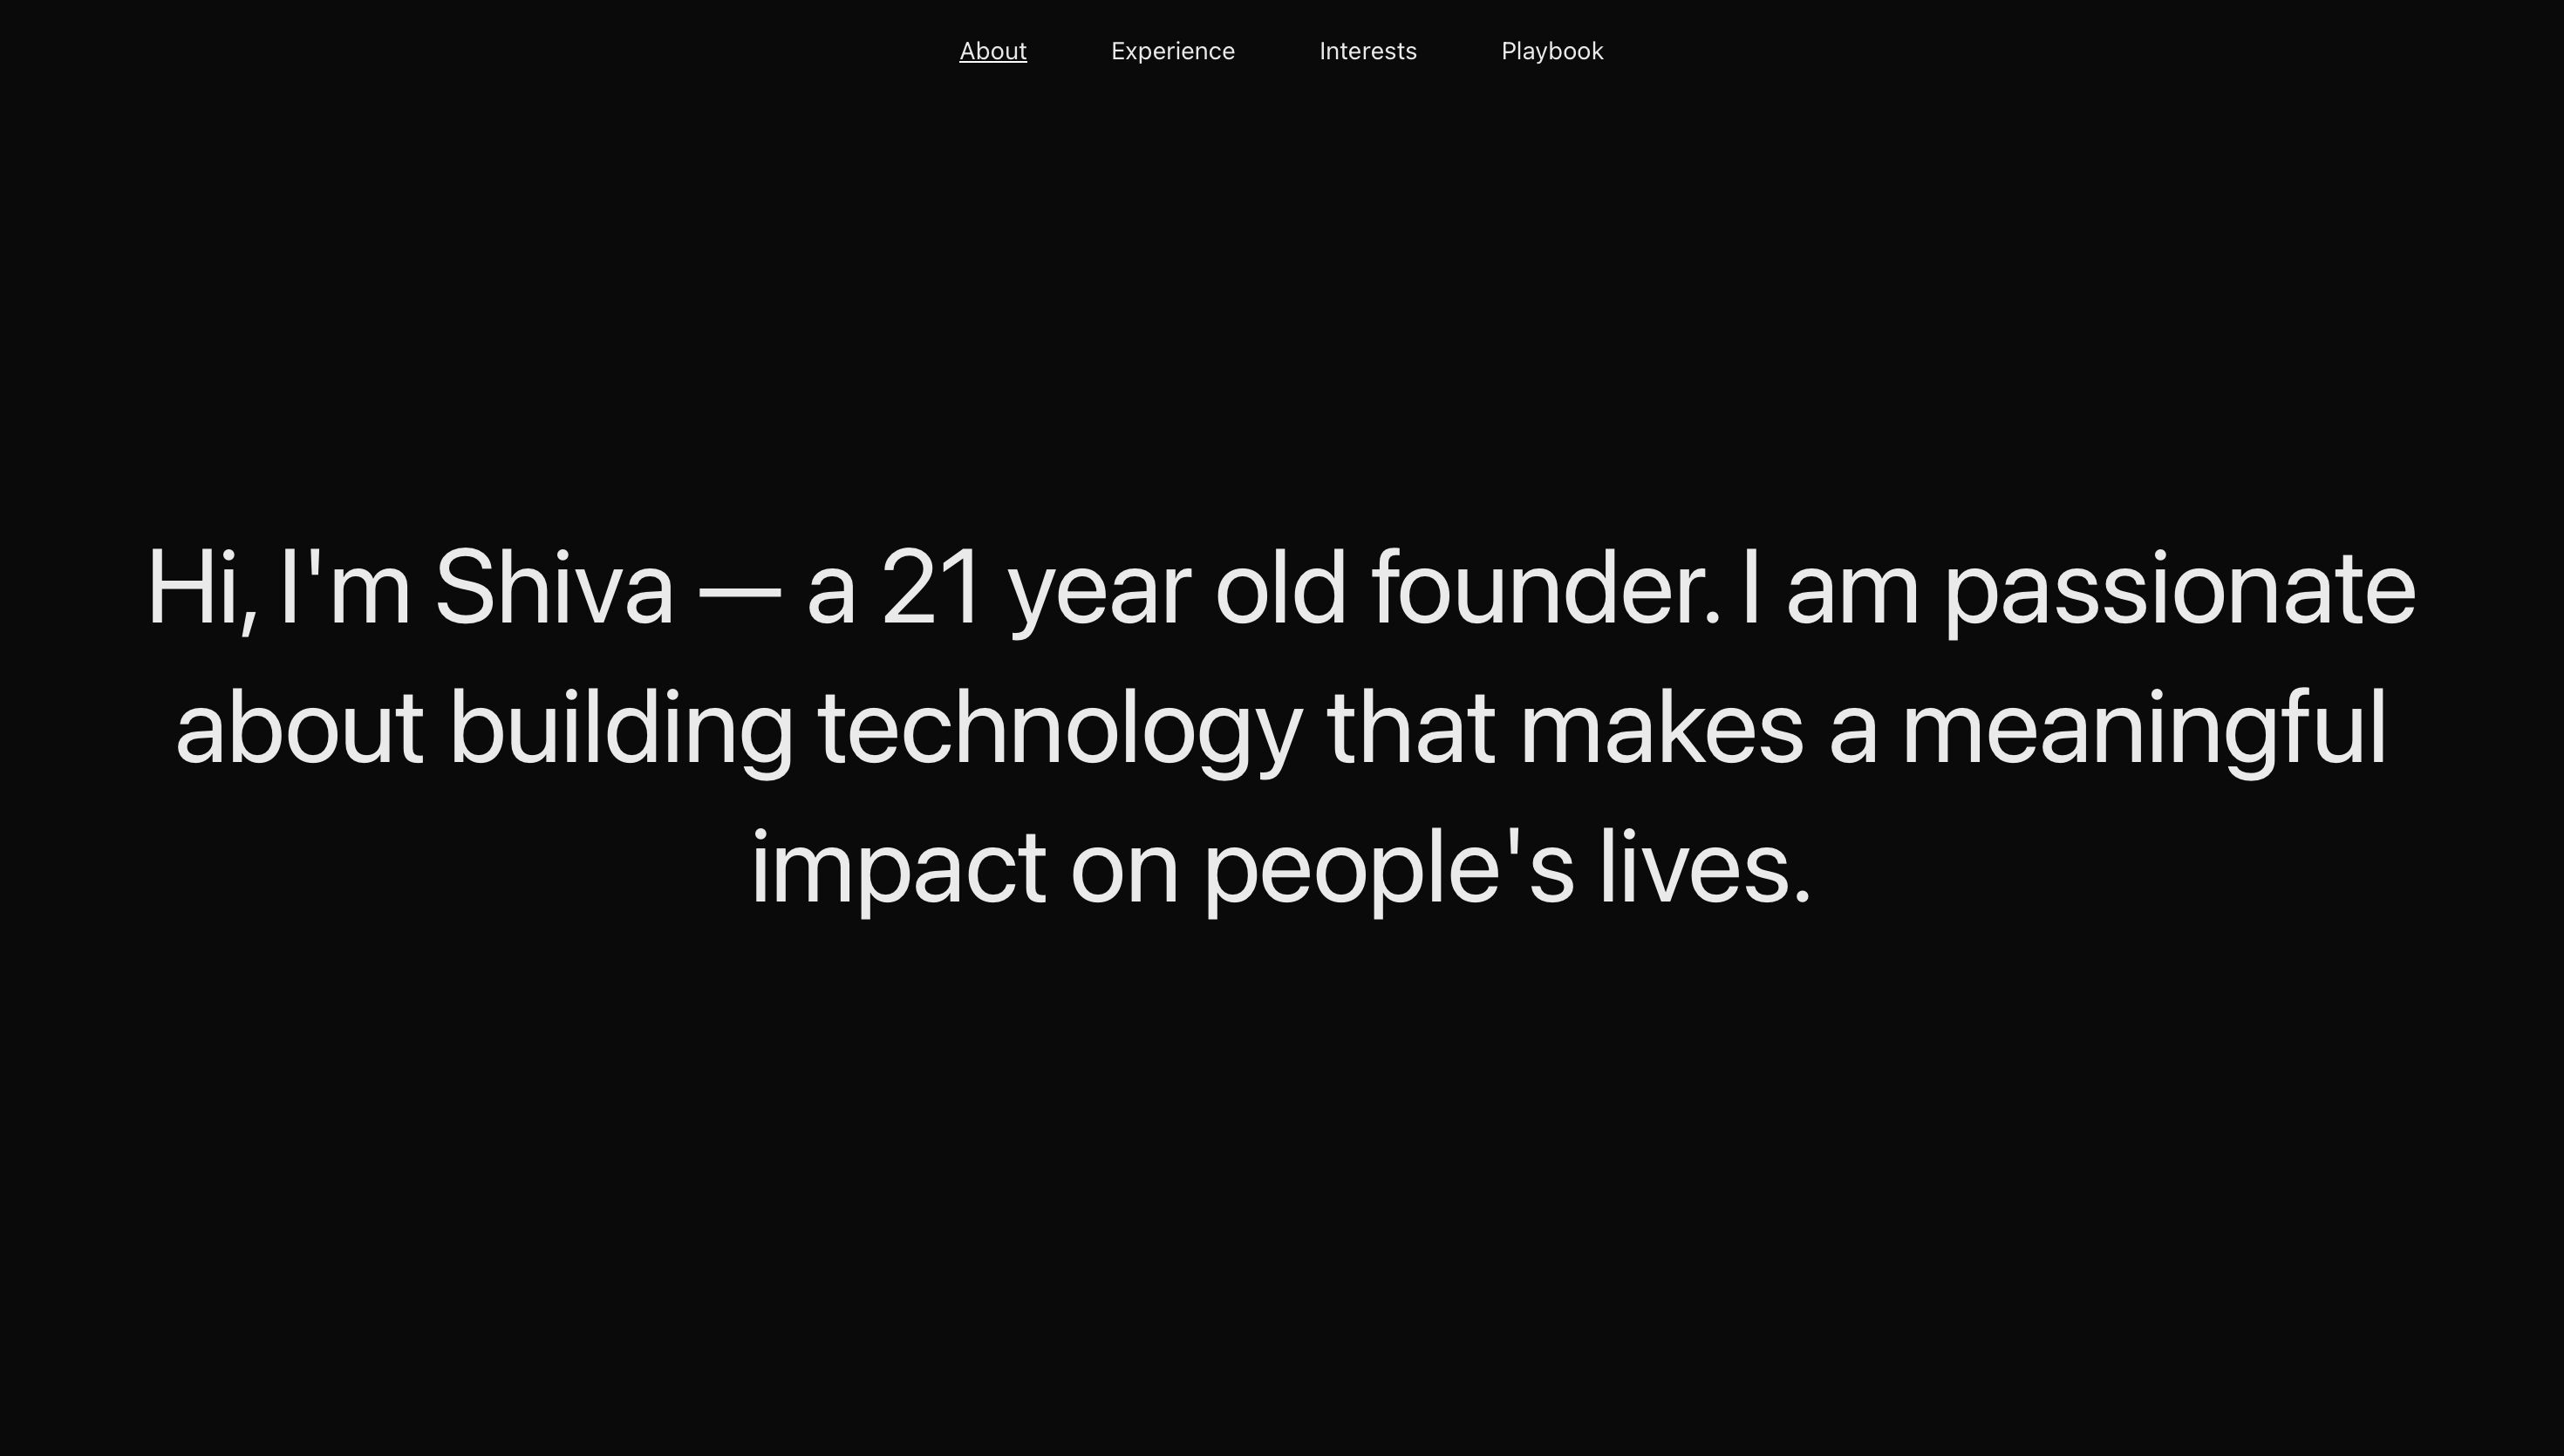 About Experience Interests Playbook
Hi, I'm Shiva — a 21 year old founder. I am passionate
about building technology that makes a meaningful
impact on people's lives.